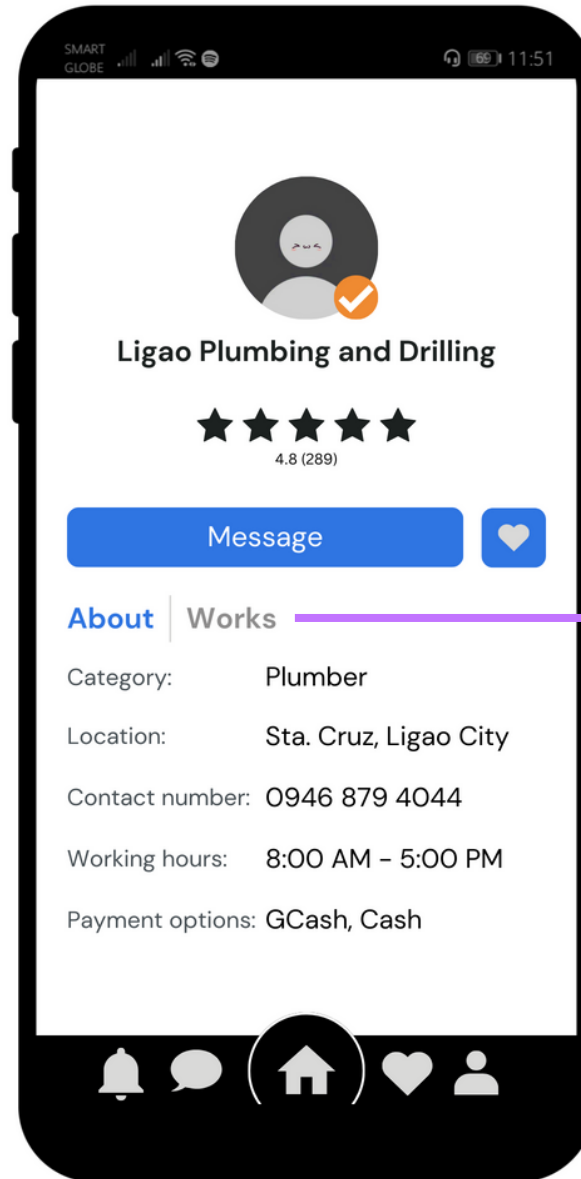 SMART
GLOBE
69 11:51
Ligao Plumbing and Drilling
4.8 (289)
Message
About Works
Category: Plumber
Location: Sta. Cruz, Ligao City
Contact number: 0946 879 4044
Working hours: 8:00 AM – 5:00 PM
Payment options: GCash, Cash